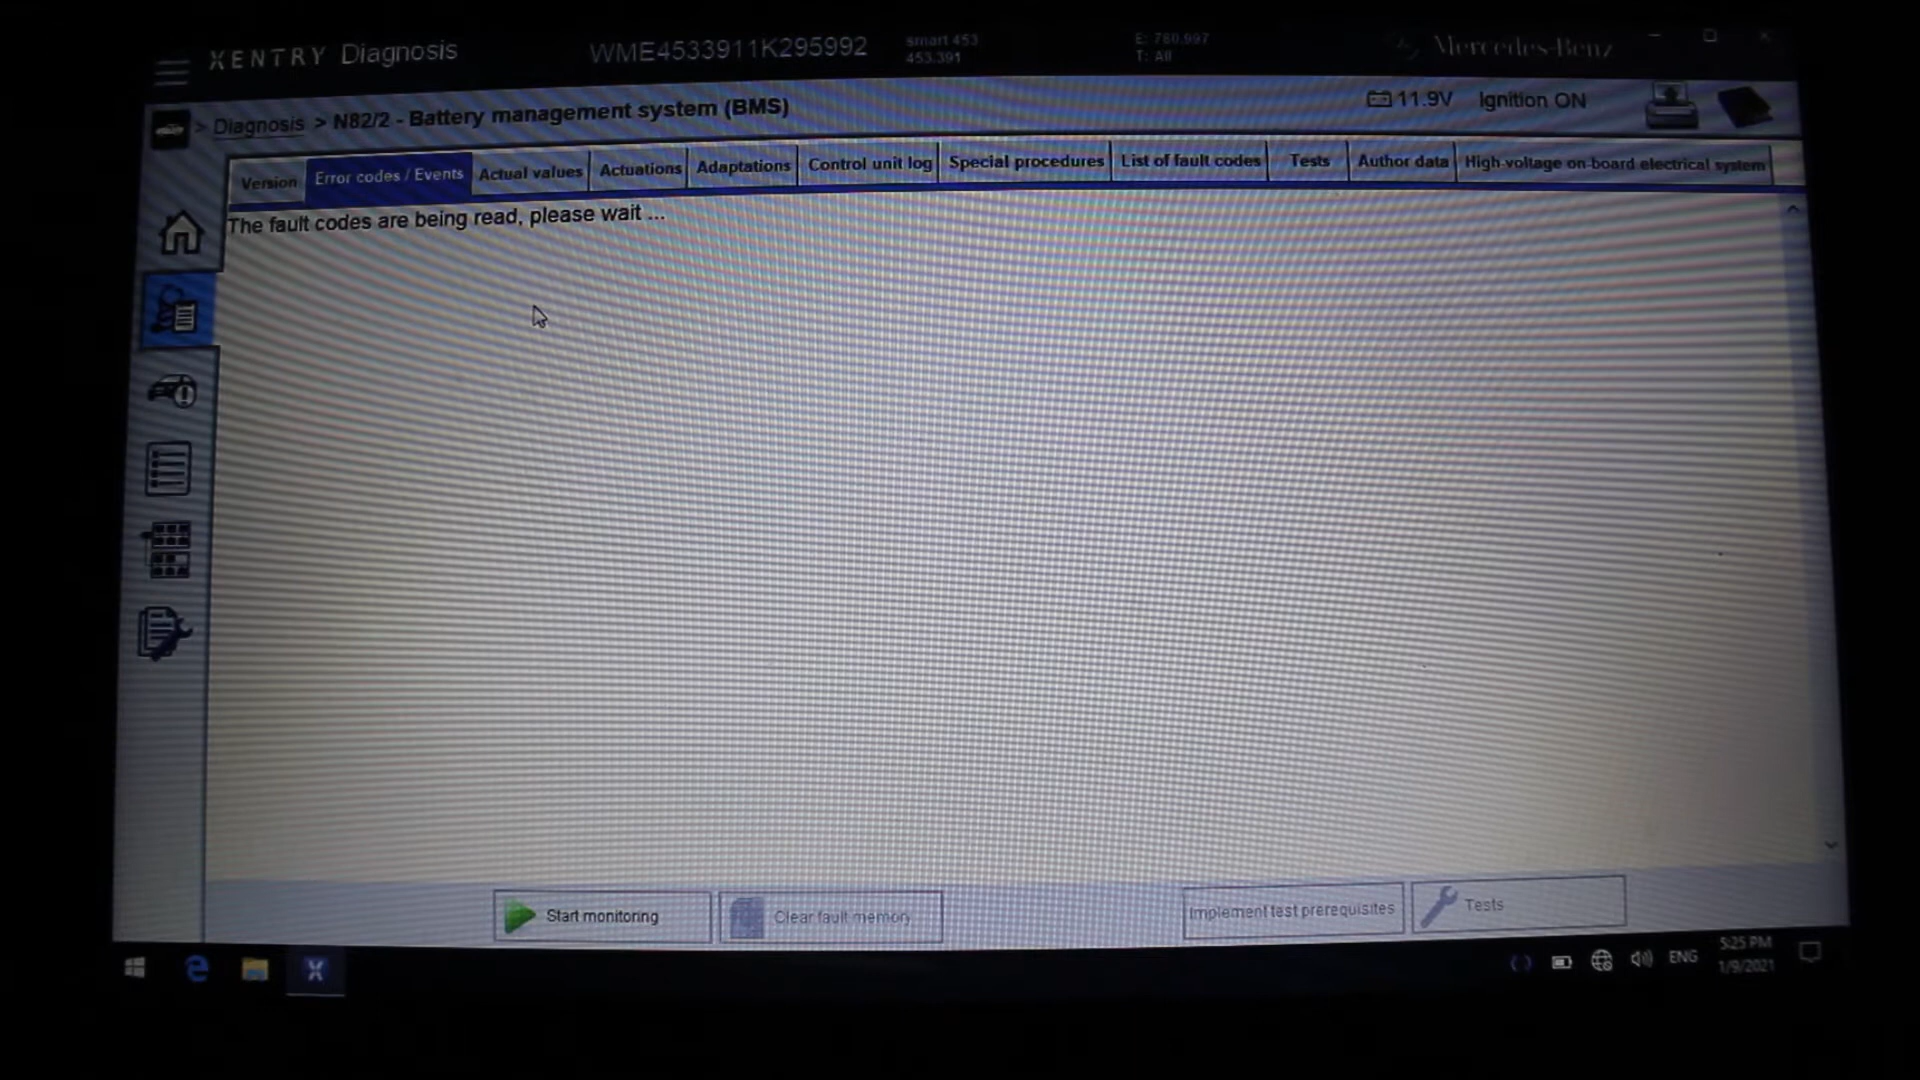 XENTRY Diagnosis WME4533911K295992 smart 453 E: 780,997 Mercedes-Benz
453.391 T: All
> Diagnosis > N82/2 - Battery management system (BMS) 11.9V Ignition ON
Version Error codes / Events Actual values Actuations Adaptations Control unit log Special procedures List of fault codes Tests Author data High-voltage on-board electrical system
The fault codes are being read, please wait ...
Start monitoring Clear fault memory Implement test prerequisites Tests
ENG 5:25 PM
1/9/2021